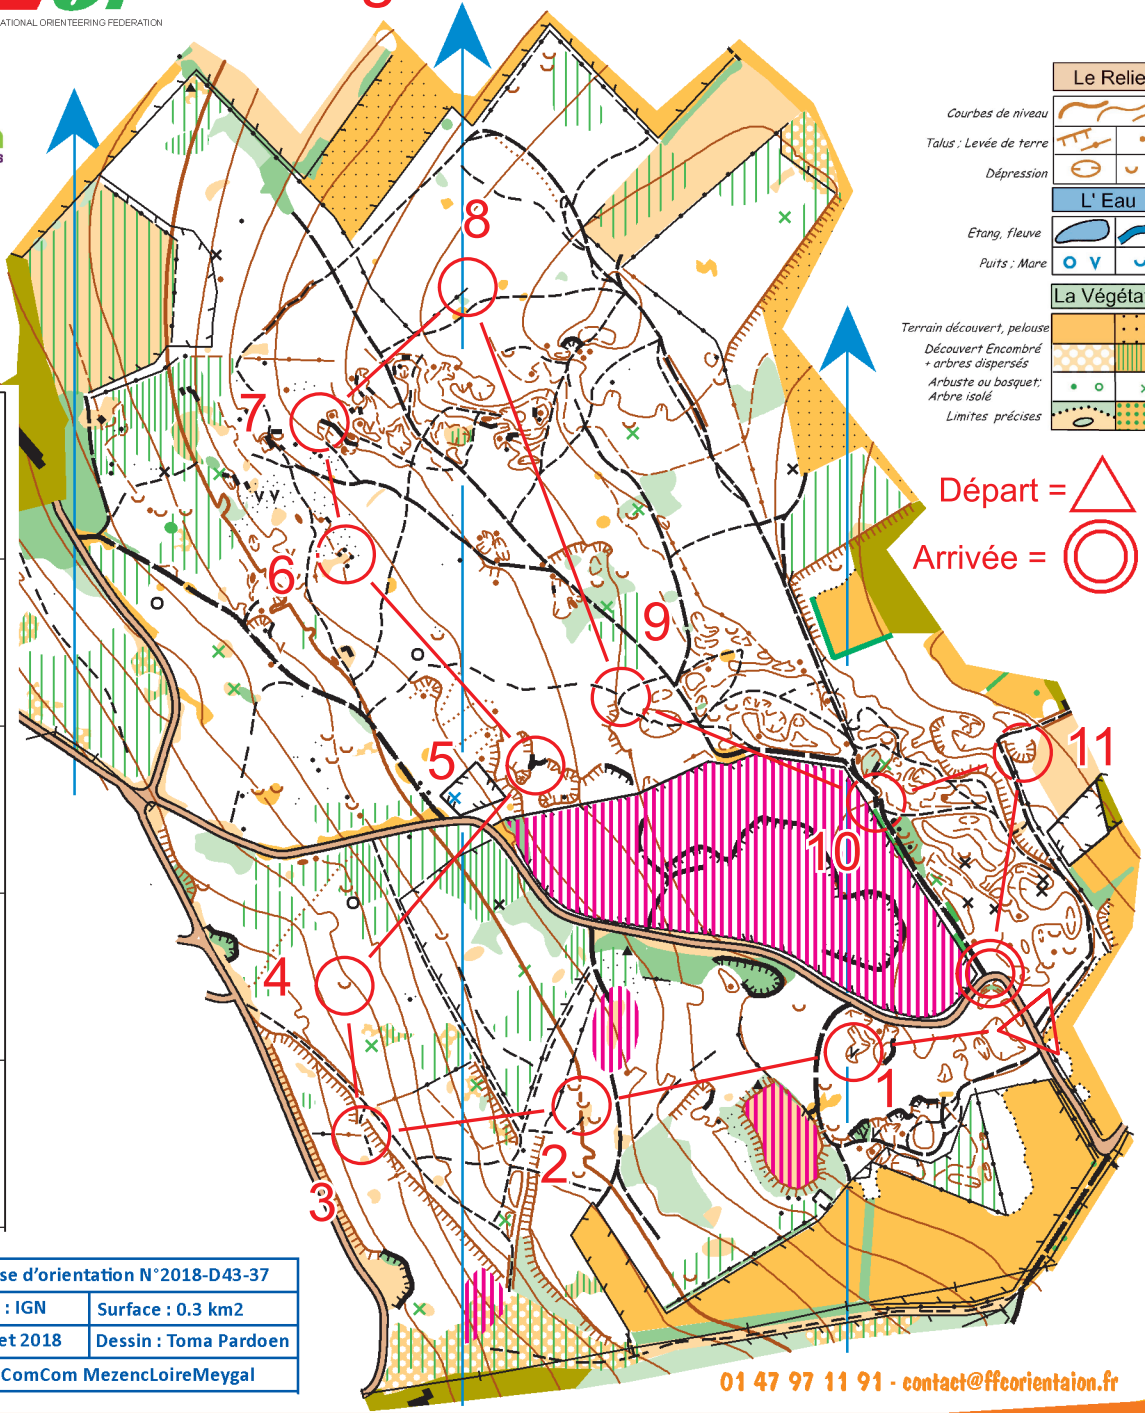 ATIONAL ORIENTEERING FEDERATION
Le Relie
Courbes de niveau
Talus ; Levée de terre
Dépression
L' Eau
Etang, fleuve
Puits ; Mare
La Végéta
Terrain découvert, pelouse
Découvert Encombré
+ arbres dispersés
Arbuste ou bosquet;
Arbre isolé
Limites précises
Départ =
Arrivée =
8
7
6
9
5
11
10
4
1
2
3
se d'orientation N°2018-D43-37
: IGN
Surface : 0.3 km2
et 2018
Dessin : Toma Pardoen
ComCom MezencLoireMeygal
01 47 97 11 91 - contact@ffcorientaion.fr